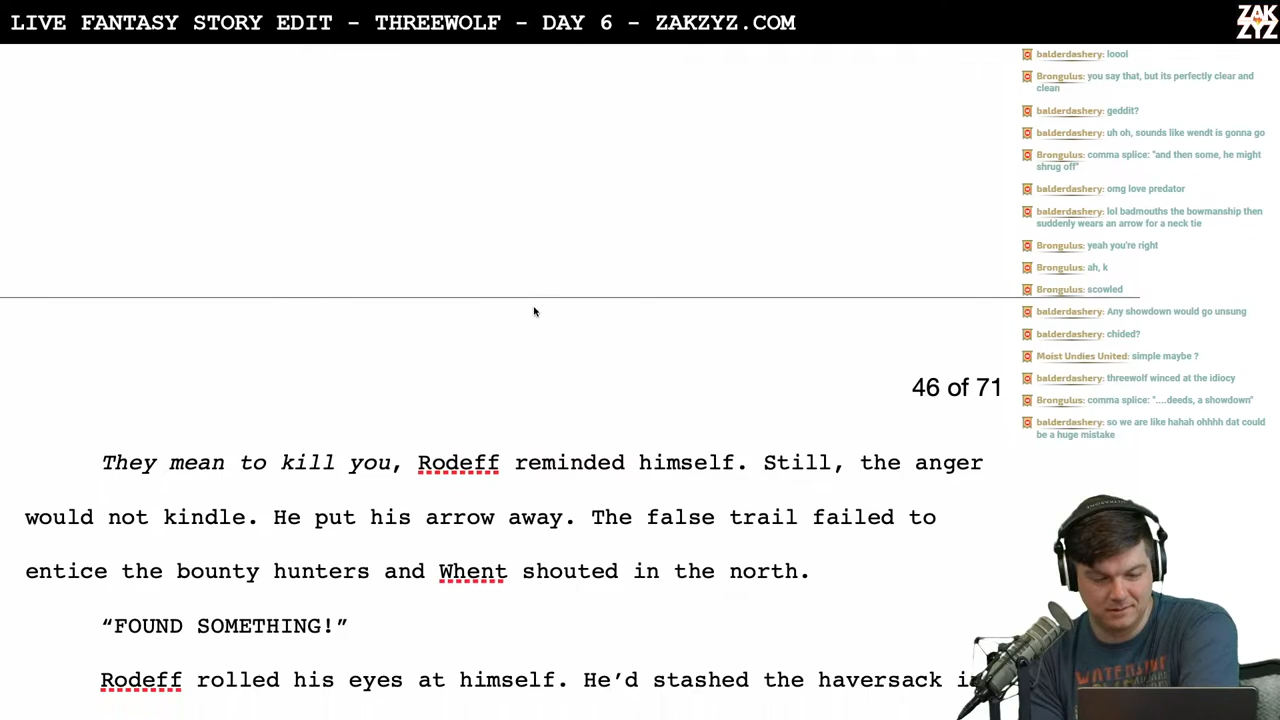 LIVE FANTASY STORY EDIT - THREEWOLF - DAY 6 - ZAKZYZ.COM
ZAK
ZYZ
balderdashery: loool
Brongulus: you say that, but its perfectly clear and
clean
balderdashery: geddit?
balderdashery: uh oh, sounds like wendt is gonna go
Brongulus: comma splice: "and then some, he might
shrug off"
balderdashery: omg love predator
balderdashery: lol badmouths the bowmanship then
suddenly wears an arrow for a neck tie
Brongulus: yeah you're right
Brongulus: ah, k
Brongulus: scowled
balderdashery: Any showdown would go unsung
balderdashery: chided?
Moist Undies United: simple maybe ?
balderdashery: threewolf winced at the idiocy
Brongulus: comma splice: "....deeds, a showdown"
balderdashery: so we are like hahah ohhhh dat could
be a huge mistake
46 of 71
They mean to kill you, Rodeff reminded himself. Still, the anger
would not kindle. He put his arrow away. The false trail failed to
entice the bounty hunters and Whent shouted in the north.
“FOUND SOMETHING!”
Rodeff rolled his eyes at himself. He’d stashed the haversack in